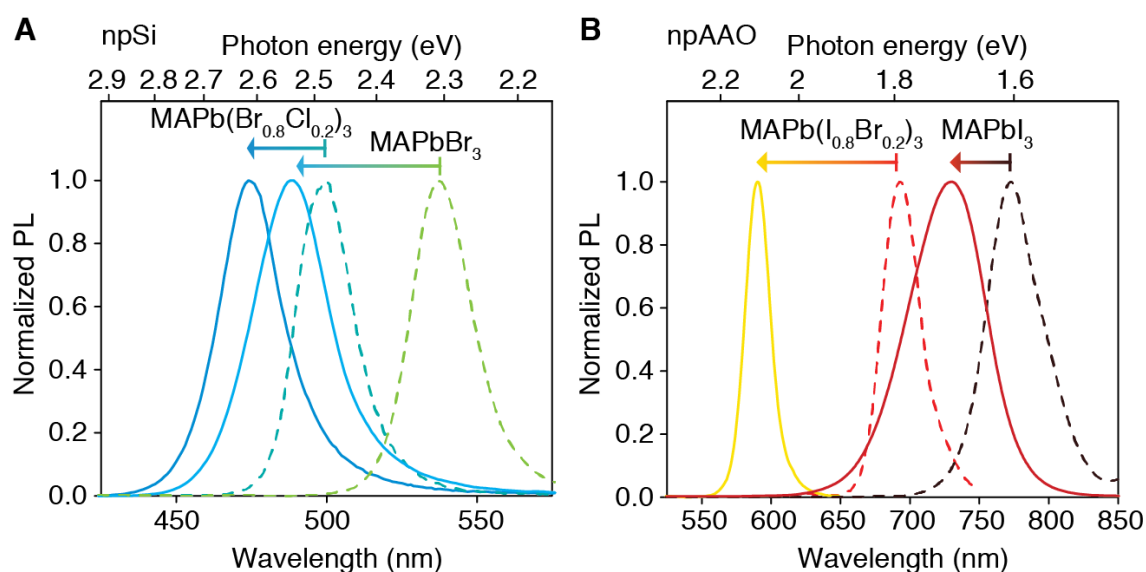 A
npSi
Photon energy (eV)
2.9 2.8 2.7 2.6 2.5 2.4 2.3 2.2
MAPb(Br0.8Cl0.2)3
MAPbBr3
1.0
0.8
0.6
0.4
0.2
0.0
Normalized PL
450 500 550
Wavelength (nm)
B
npAAO
Photon energy (eV)
2.2 2 1.8 1.6
MAPb(I0.8Br0.2)3
MAPbI3
1.0
0.8
0.6
0.4
0.2
0.0
Normalized PL
550 600 650 700 750 800 850
Wavelength (nm)